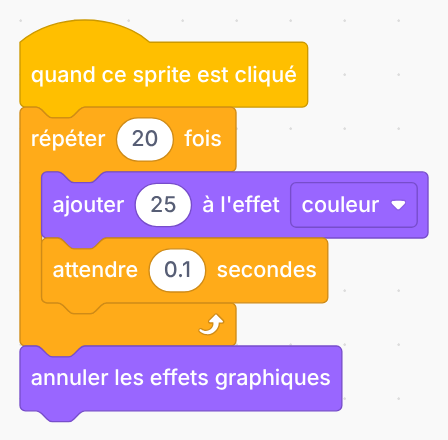 quand ce sprite est cliqué
répéter 20 fois
ajouter 25 à l'effet couleur
attendre 0.1 secondes
annuler les effets graphiques